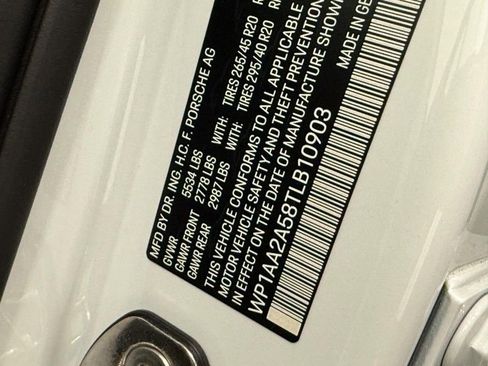 MFD BY DR. ING. H.C. F. PORSCHE AG
GVWR 5534 LBS
GAWR FRONT 2778 LBS WITH TIRES 265/45 R20
GAWR REAR 2987 LBS WITH TIRES 295/40 R20
THIS VEHICLE CONFORMS TO ALL APPLICABLE
MOTOR VEHICLE SAFETY AND THEFT PREVENTION
IN EFFECT ON THE DATE OF MANUFACTURE SHOWN
WP1AA2A58TLB10903 MADE IN GE